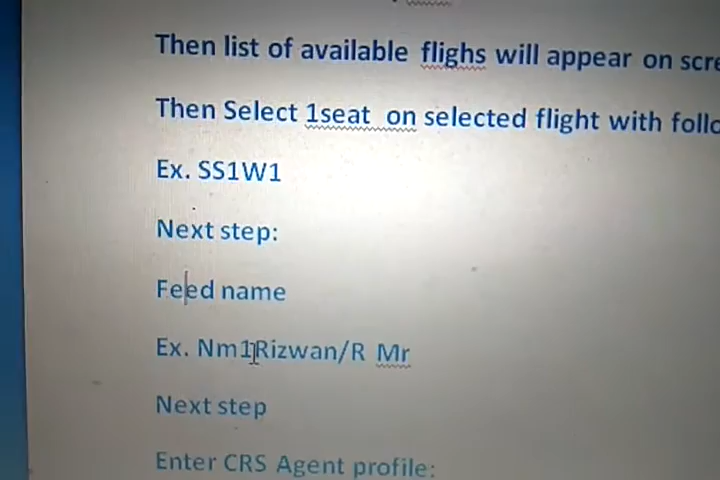 Then list of available flighs will appear on scre
Then Select 1seat on selected flight with follo
Ex. SS1W1
Next step:
Feed name
Ex. Nm1Rizwan/R Mr
Next step
Enter CRS Agent profile: